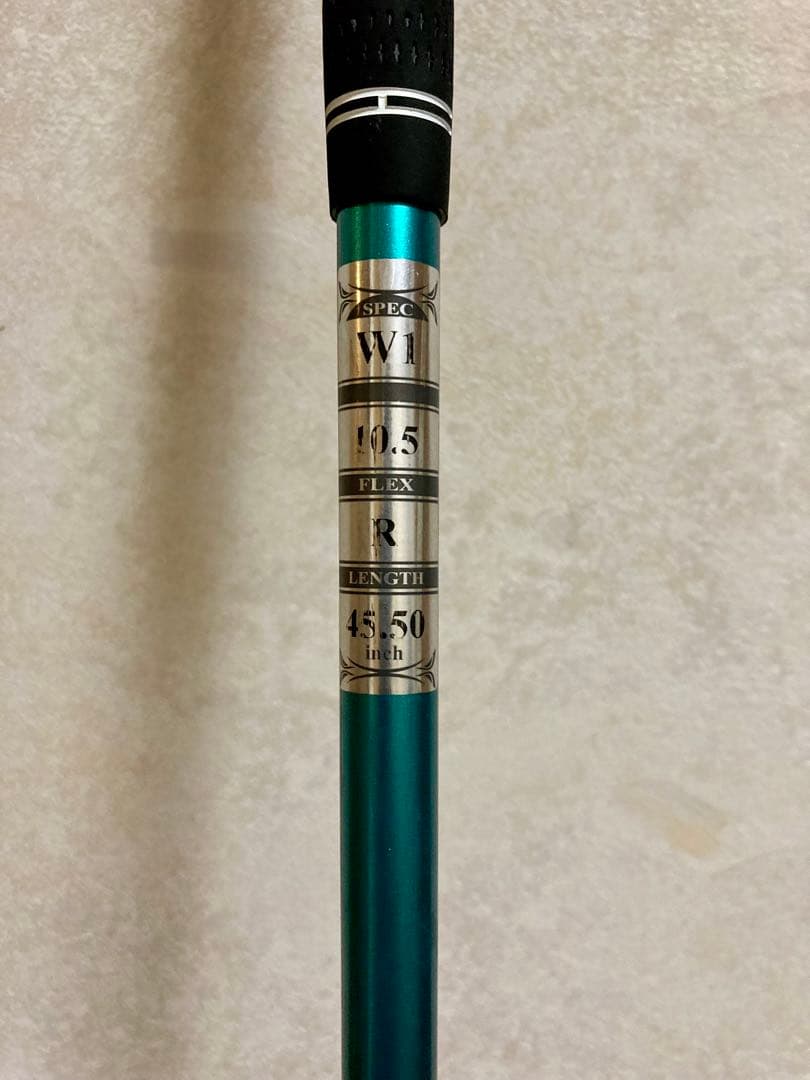 SPEC
W1
10.5
FLEX
R
LENGTH
45.50
inch